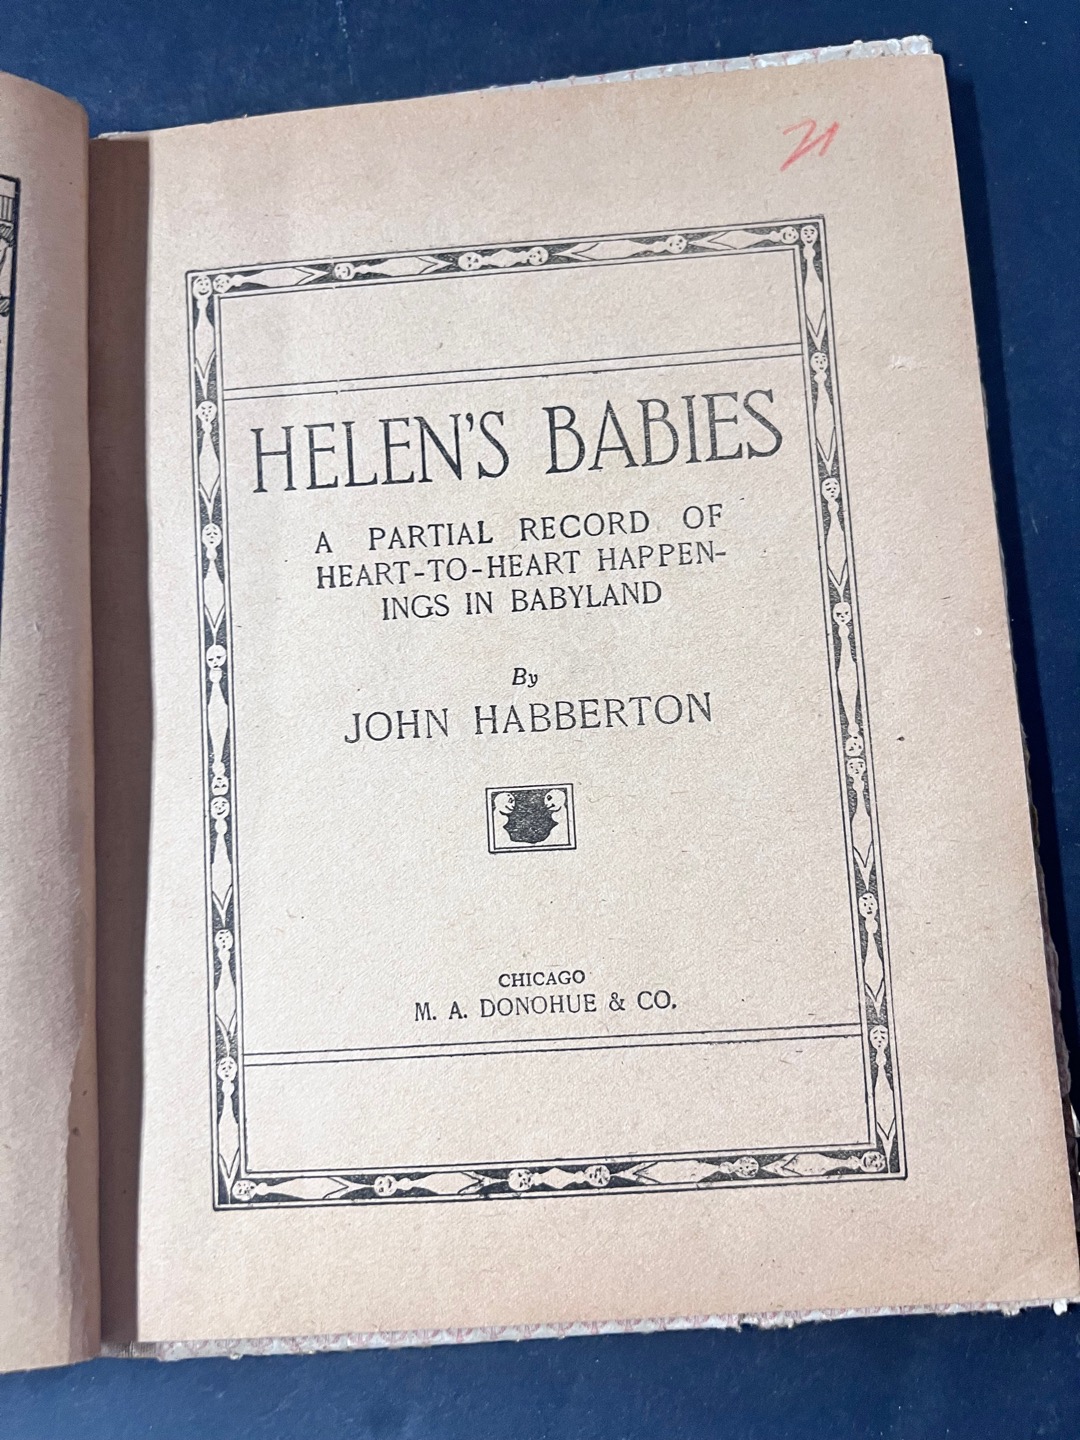 21
HELEN'S BABIES
A PARTIAL RECORD OF
HEART-TO-HEART HAPPEN-
INGS IN BABYLAND
By
JOHN HABBERTON
CHICAGO
M. A. DONOHUE & CO.